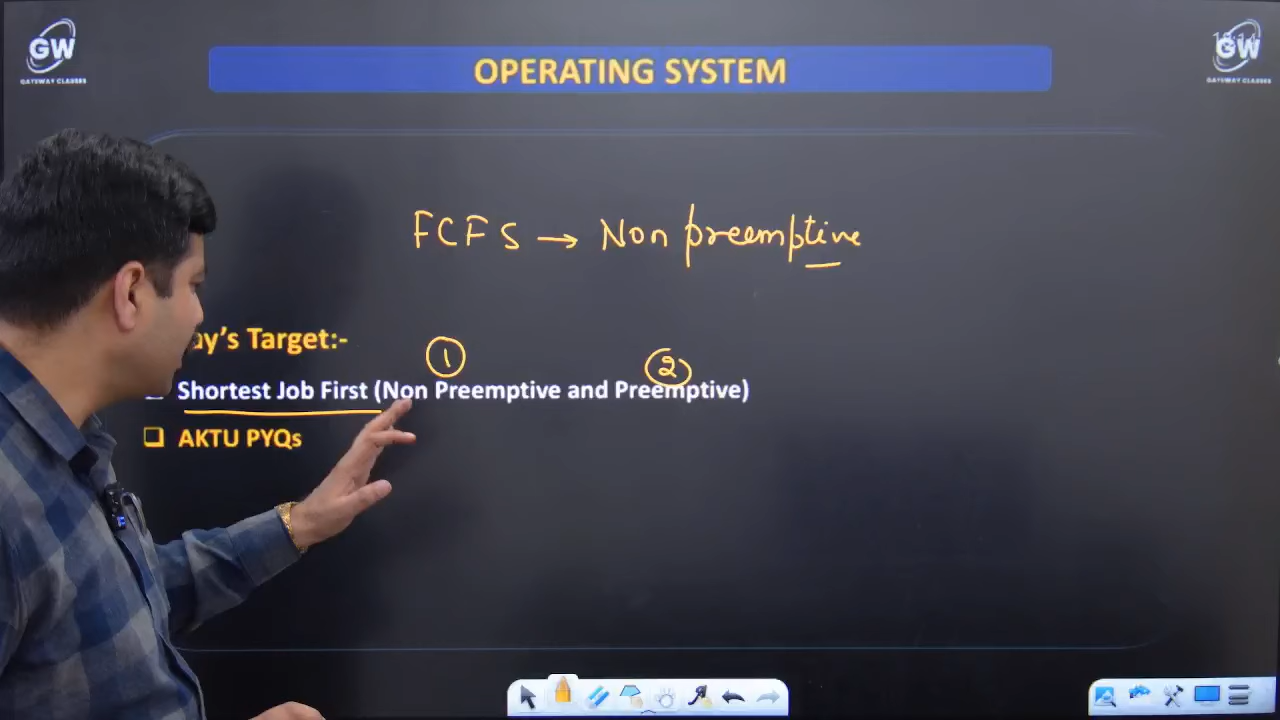 GW
GATEWAY CLASSES
OPERATING SYSTEM
GW
GATEWAY CLASSES
FCFS → Non preemptive
ay's Target:-
1 2
Shortest Job First (Non Preemptive and Preemptive)
AKTU PYQs